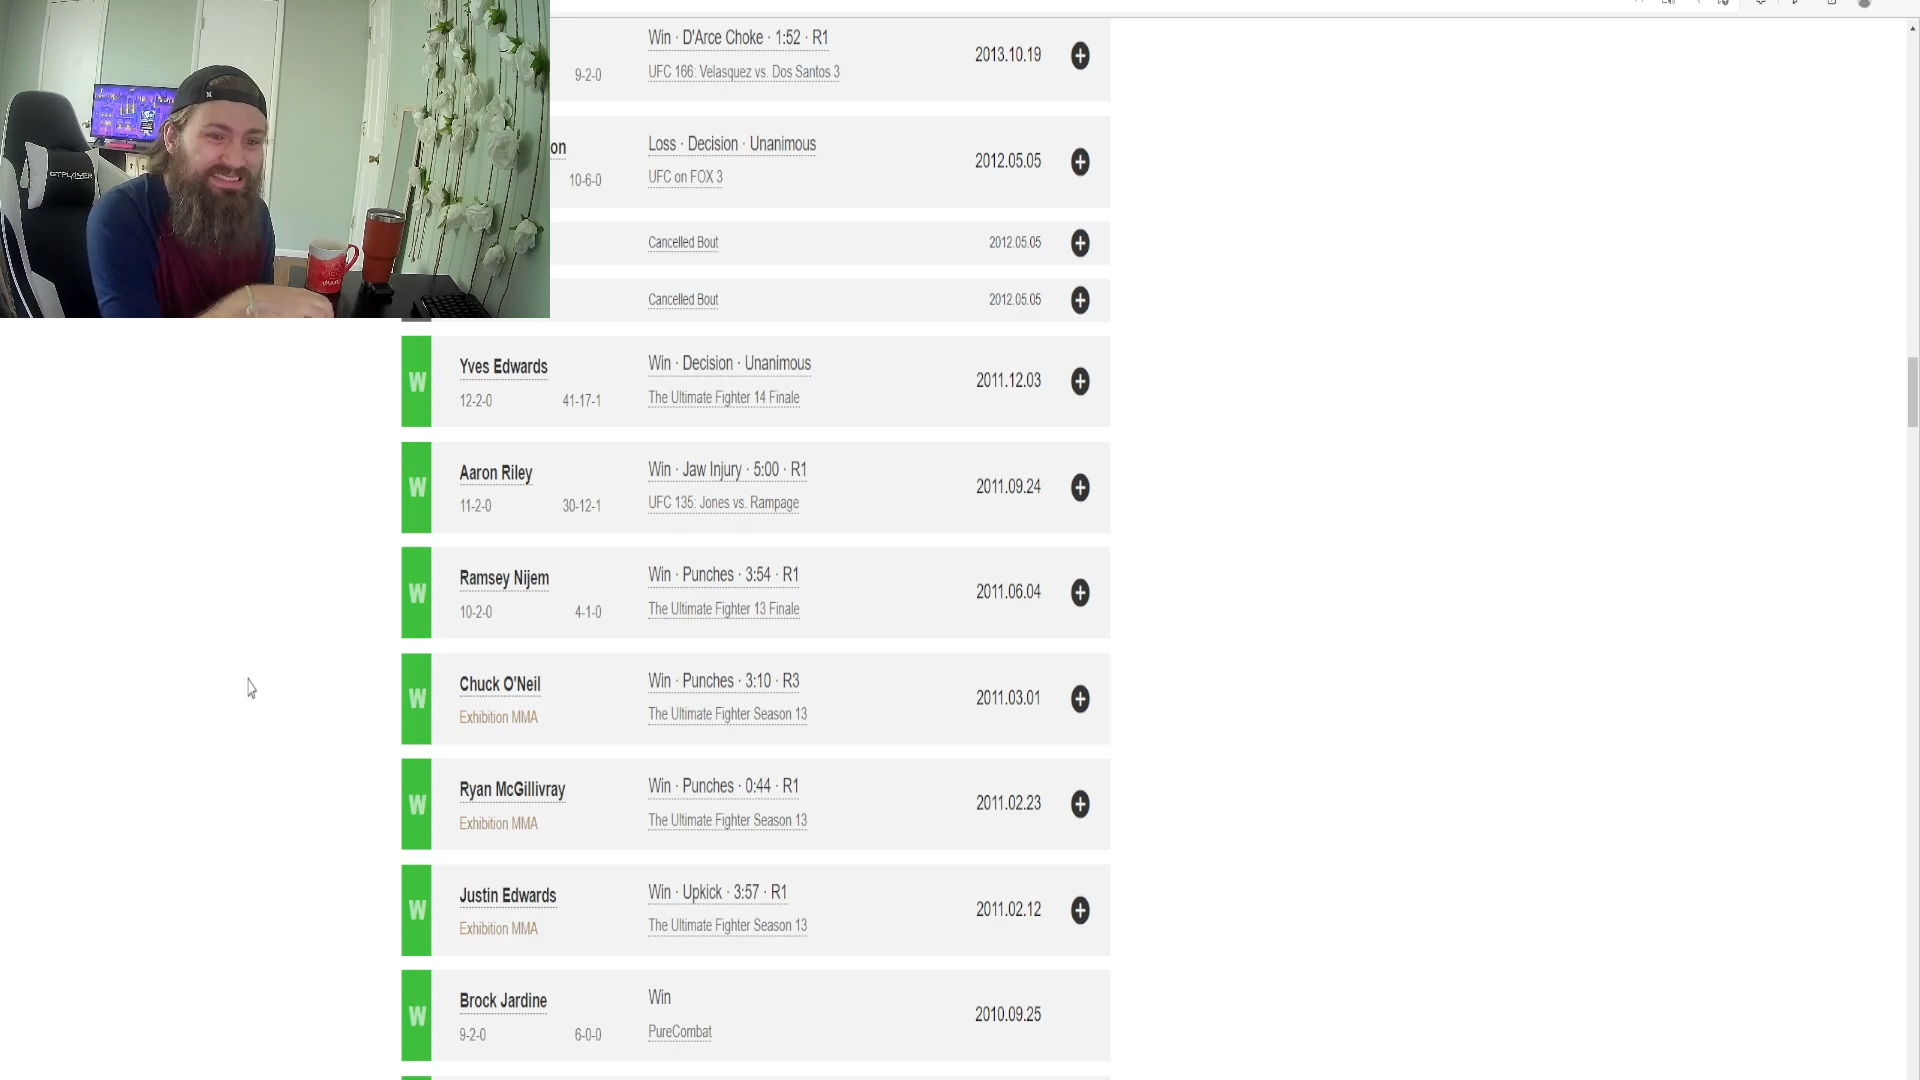 GTPLAYER
Win · D'Arce Choke · 1:52 · R1
9-2-0
UFC 166: Velasquez vs. Dos Santos 3
2013.10.19
on
Loss · Decision · Unanimous
10-6-0
UFC on FOX 3
2012.05.05
Cancelled Bout
2012.05.05
Cancelled Bout
2012.05.05
W
Yves Edwards
12-2-0
41-17-1
Win · Decision · Unanimous
The Ultimate Fighter 14 Finale
2011.12.03
W
Aaron Riley
11-2-0
30-12-1
Win · Jaw Injury · 5:00 · R1
UFC 135: Jones vs. Rampage
2011.09.24
W
Ramsey Nijem
10-2-0
4-1-0
Win · Punches · 3:54 · R1
The Ultimate Fighter 13 Finale
2011.06.04
W
Chuck O'Neil
Exhibition MMA
Win · Punches · 3:10 · R3
The Ultimate Fighter Season 13
2011.03.01
W
Ryan McGillivray
Exhibition MMA
Win · Punches · 0:44 · R1
The Ultimate Fighter Season 13
2011.02.23
W
Justin Edwards
Exhibition MMA
Win · Upkick · 3:57 · R1
The Ultimate Fighter Season 13
2011.02.12
W
Brock Jardine
9-2-0
6-0-0
Win
PureCombat
2010.09.25